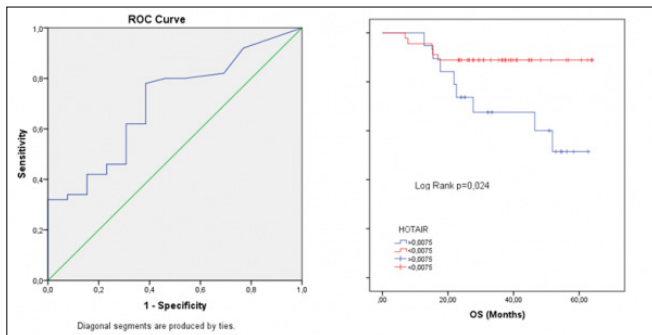 ROC Curve
1,0
0,8
0,6
0,4
0,2
0,0
Sensitivity
0,0
0,2
0,4
0,6
0,8
1,0
1 - Specificity
Diagonal segments are produced by ties.
Log Rank p=0,024
HOTAIR
>0,0075
<0,0075
>0,0075
<0,0075
,00
20,00
40,00
60,00
OS (Months)